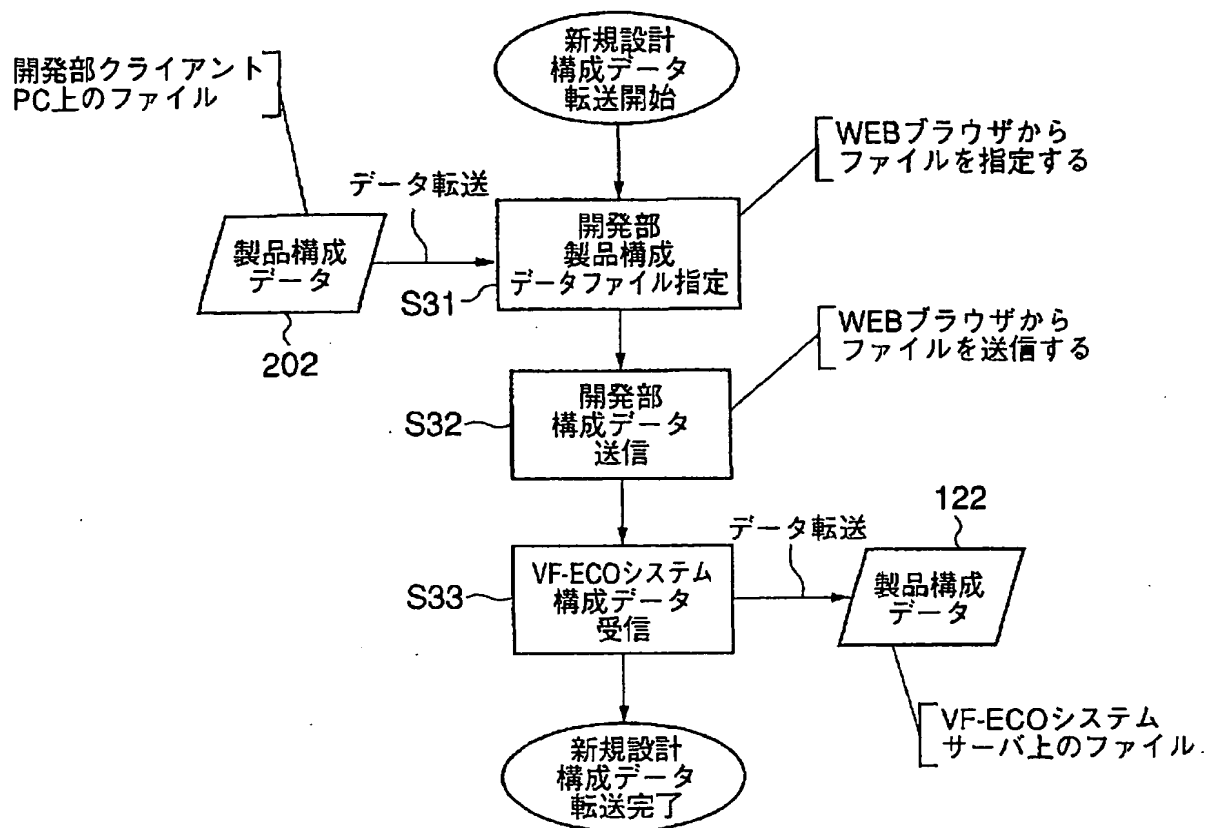 新規設計
構成データ
転送開始
開発部クライアント
PC上のファイル
WEBブラウザから
ファイルを指定する
データ転送
製品構成
データ
202
開発部
製品構成
データファイル指定
S31
WEBブラウザから
ファイルを送信する
開発部
構成データ
送信
S32
122
データ転送
VF-ECOシステム
構成データ
受信
S33
製品構成
データ
VF-ECOシステム
サーバ上のファイル
新規設計
構成データ
転送完了